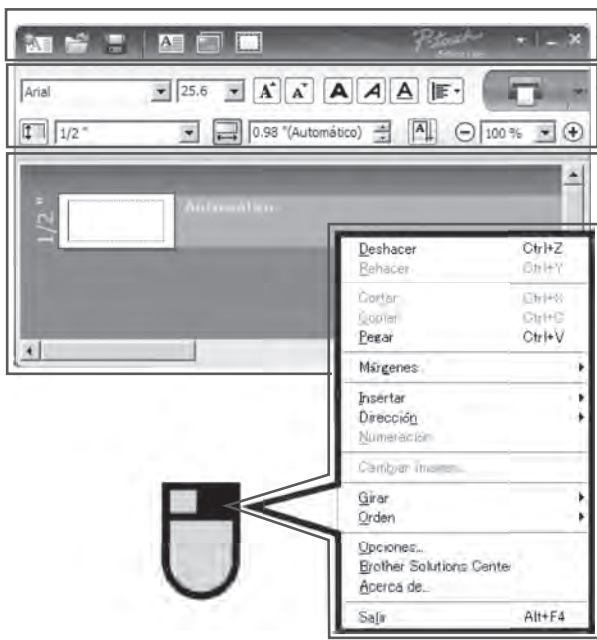 P-touch
Arial 25.6 A A A A A
1/2 " 0.98 "(Automático) A 100 %
1/2 "
Automático
Deshacer Ctrl+Z
Rehacer Ctrl+Y
Cortar Ctrl+X
Copiar Ctrl+C
Pegar Ctrl+V
Márgenes
Insertar
Dirección
Numeración
Cambiar imagen...
Girar
Orden
Opciones...
Brother Solutions Center
Acerca de...
Salir Alt+F4